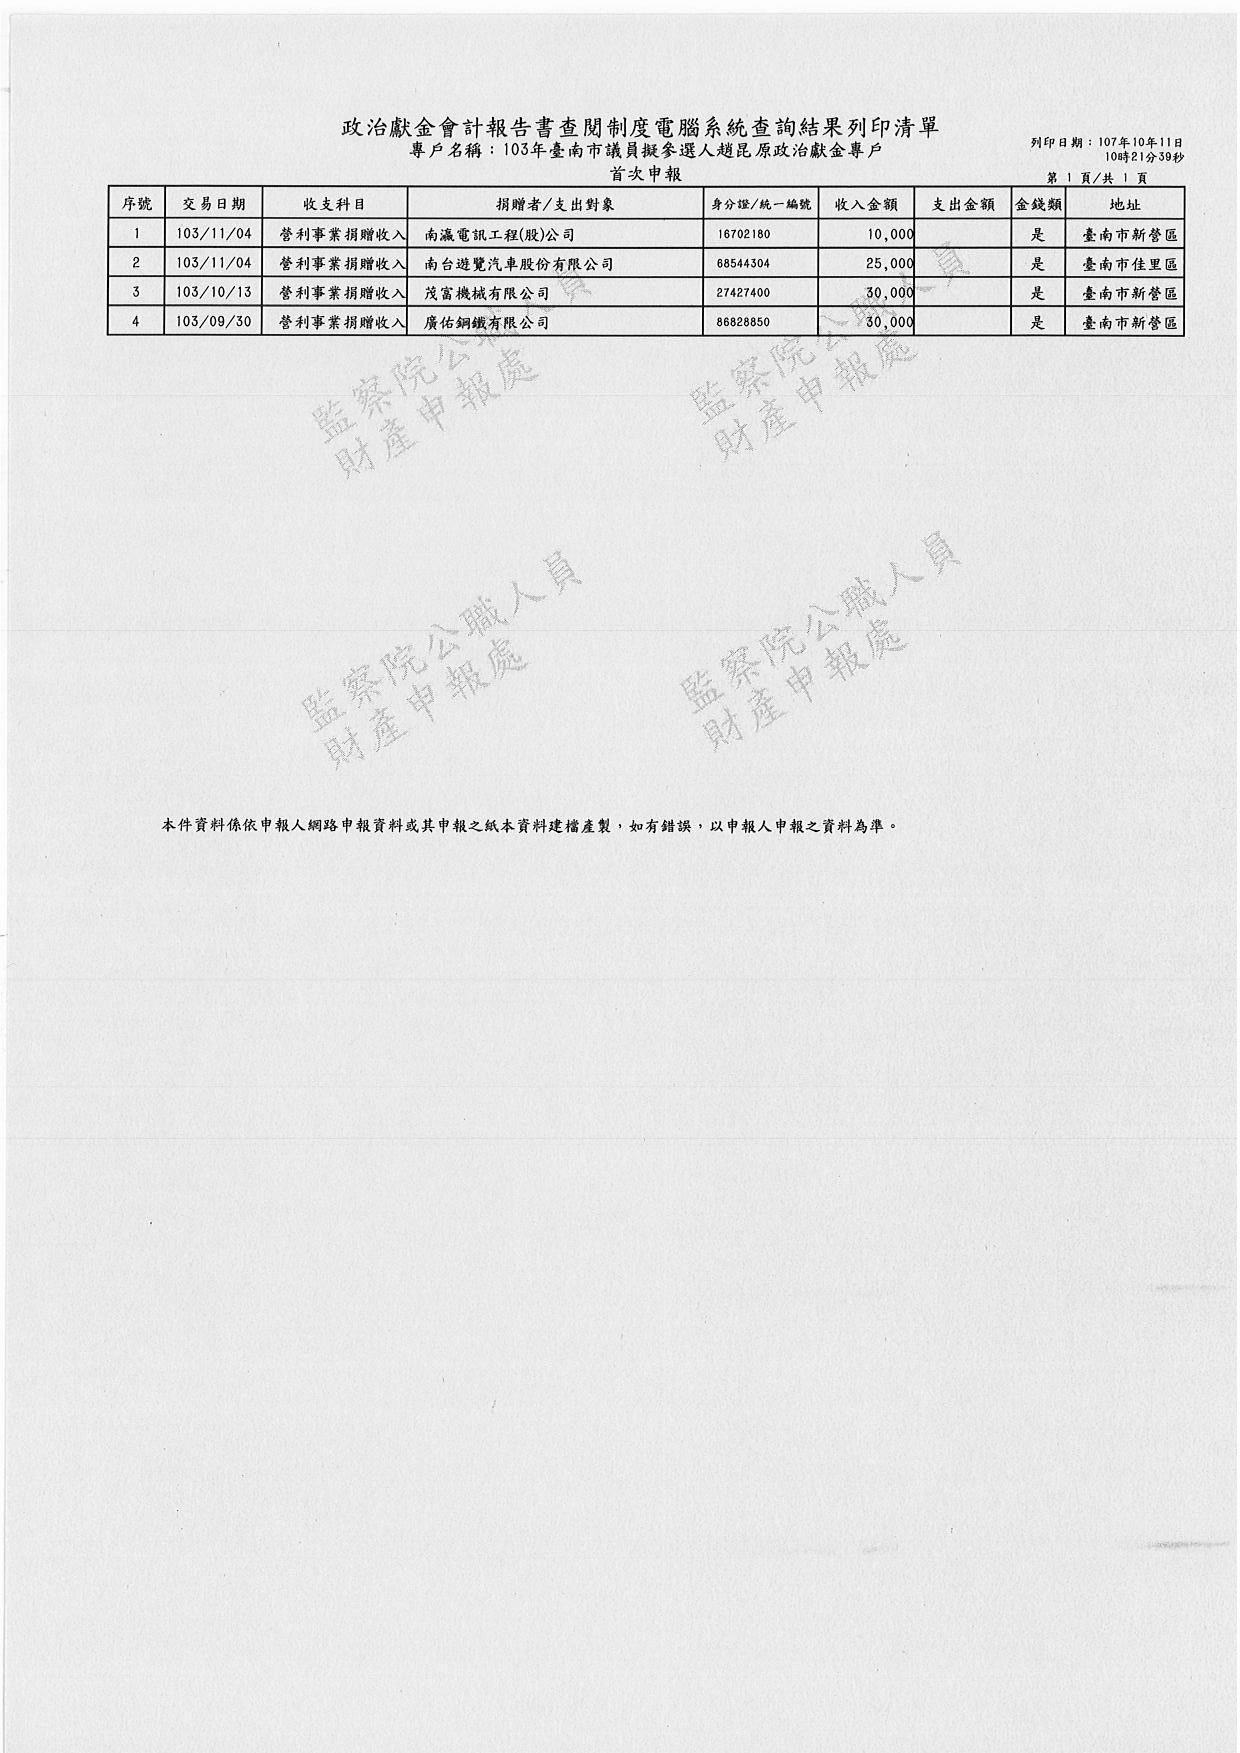 政治獻金會計報告書查閱制度電腦系統查詢結果列印清單
專戶名稱：103年臺南市議員擬參選人趙昆原政治獻金專戶
首次申報
列印日期：107年10年11日
10時21分39秒
第 1 頁/共 1 頁
序號 交易日期 收支科目 捐贈者/支出對象 身分證/統一編號 收入金額 支出金額 金錢類 地址
1 103/11/04 營利事業捐贈收入 南瀛電訊工程(股)公司 16702180 10,000 是 臺南市新營區
2 103/11/04 營利事業捐贈收入 南台遊覽汽車股份有限公司 68544304 25,000 是 臺南市佳里區
3 103/10/13 營利事業捐贈收入 茂富機械有限公司 27427400 30,000 是 臺南市新營區
4 103/09/30 營利事業捐贈收入 廣佑鋼鐵有限公司 86828850 30,000 是 臺南市新營區
監察院公職人員
財產申報處
監察院公職人員
財產申報處
監察院公職人員
財產申報處
監察院公職人員
財產申報處
本件資料係依申報人網路申報資料或其申報之紙本資料建檔產製，如有錯誤，以申報人申報之資料為準。